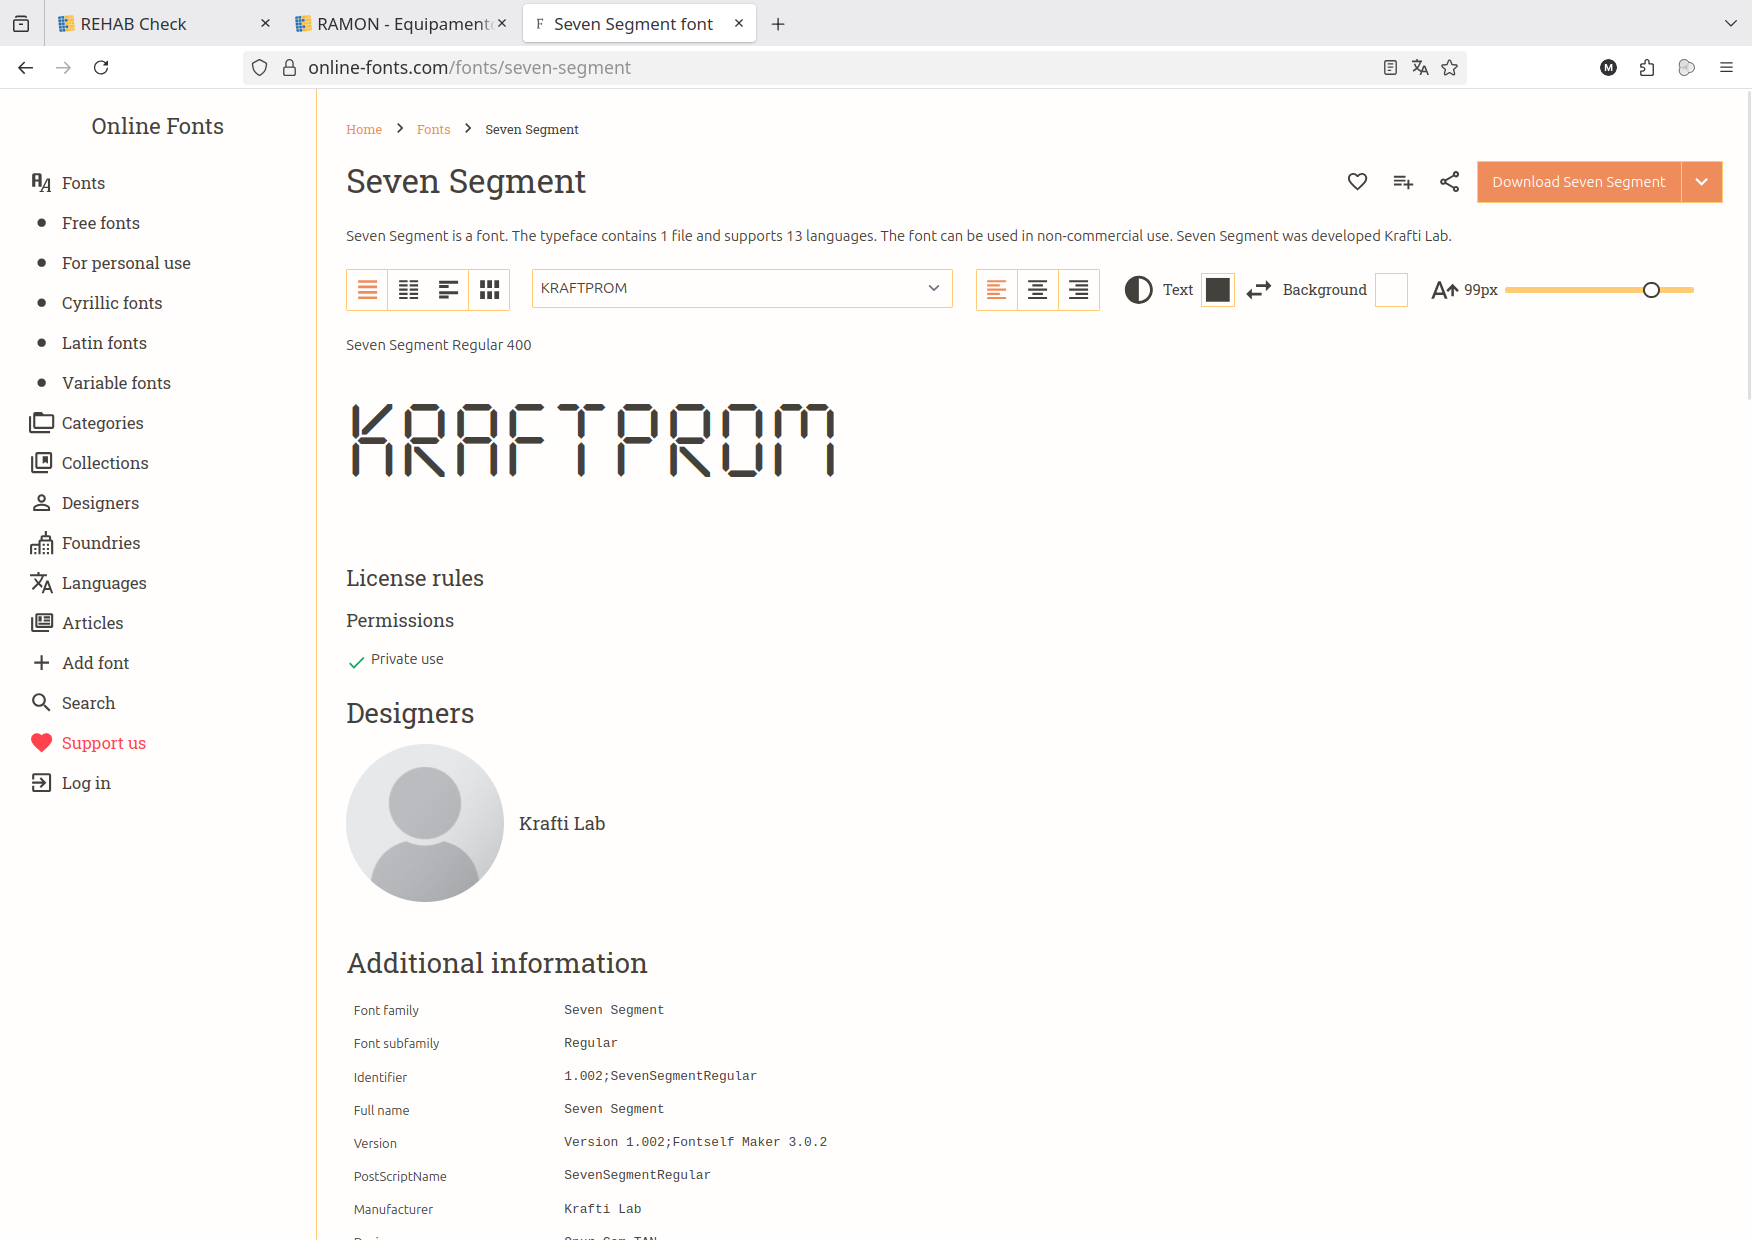 REHAB Check
RAMON - Equipament
F Seven Segment font
online-fonts.com/fonts/seven-segment
M
Online Fonts
Fonts
Free fonts
For personal use
Cyrillic fonts
Latin fonts
Variable fonts
Categories
Collections
Designers
Foundries
Languages
Articles
Add font
Search
Support us
Log in
Home > Fonts > Seven Segment
Seven Segment
Download Seven Segment
Seven Segment is a font. The typeface contains 1 file and supports 13 languages. The font can be used in non-commercial use. Seven Segment was developed Krafti Lab.
KRAFTPROM
Text
Background
99px
Seven Segment Regular 400
KRAFTPROM
License rules
Permissions
Private use
Designers
Krafti Lab
Additional information
Font family Seven Segment
Font subfamily Regular
Identifier 1.002;SevenSegmentRegular
Full name Seven Segment
Version Version 1.002;Fontself Maker 3.0.2
PostScriptName SevenSegmentRegular
Manufacturer Krafti Lab